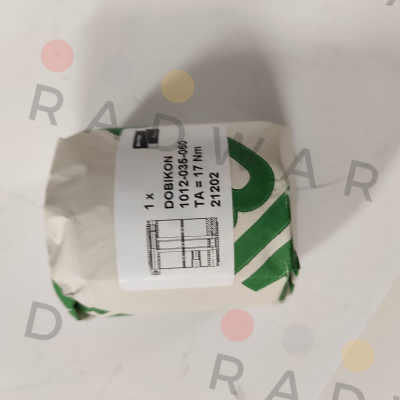 1 x
DOBIKON
1012-035-060
TA = 17 Nm
21202
RADWAR
D
RADWAR